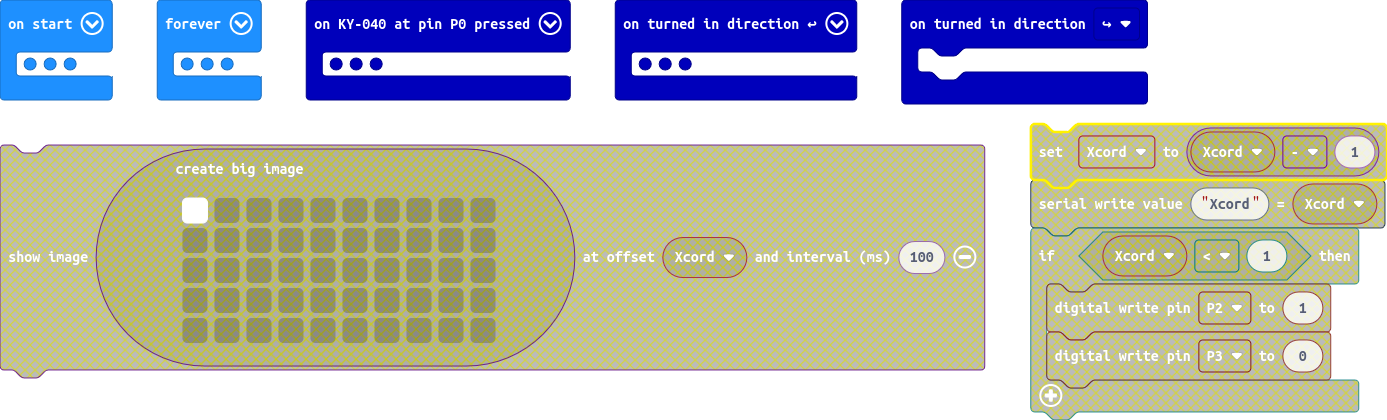 on start
forever
on KY-040 at pin P0 pressed
on turned in direction ↩
on turned in direction ↪
set Xcord to Xcord - 1
serial write value "Xcord" = Xcord
if Xcord < 1 then
digital write pin P2 to 1
digital write pin P3 to 0
create big image
show image at offset Xcord and interval (ms) 100